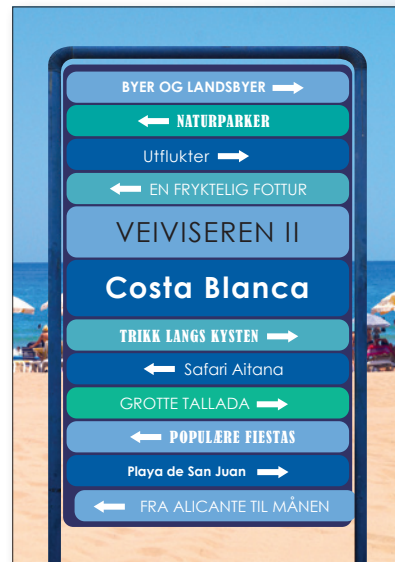 BYER OG LANDSBYER
NATURPARKER
Utflukter
EN FRYKTELIG FOTTUR
VEIVISEREN II
Costa Blanca
TRIKK LANGS KYSTEN
Safari Aitana
GROTTE TALLADA
POPULÆRE FIESTAS
Playa de San Juan
FRA ALICANTE TIL MÅNEN